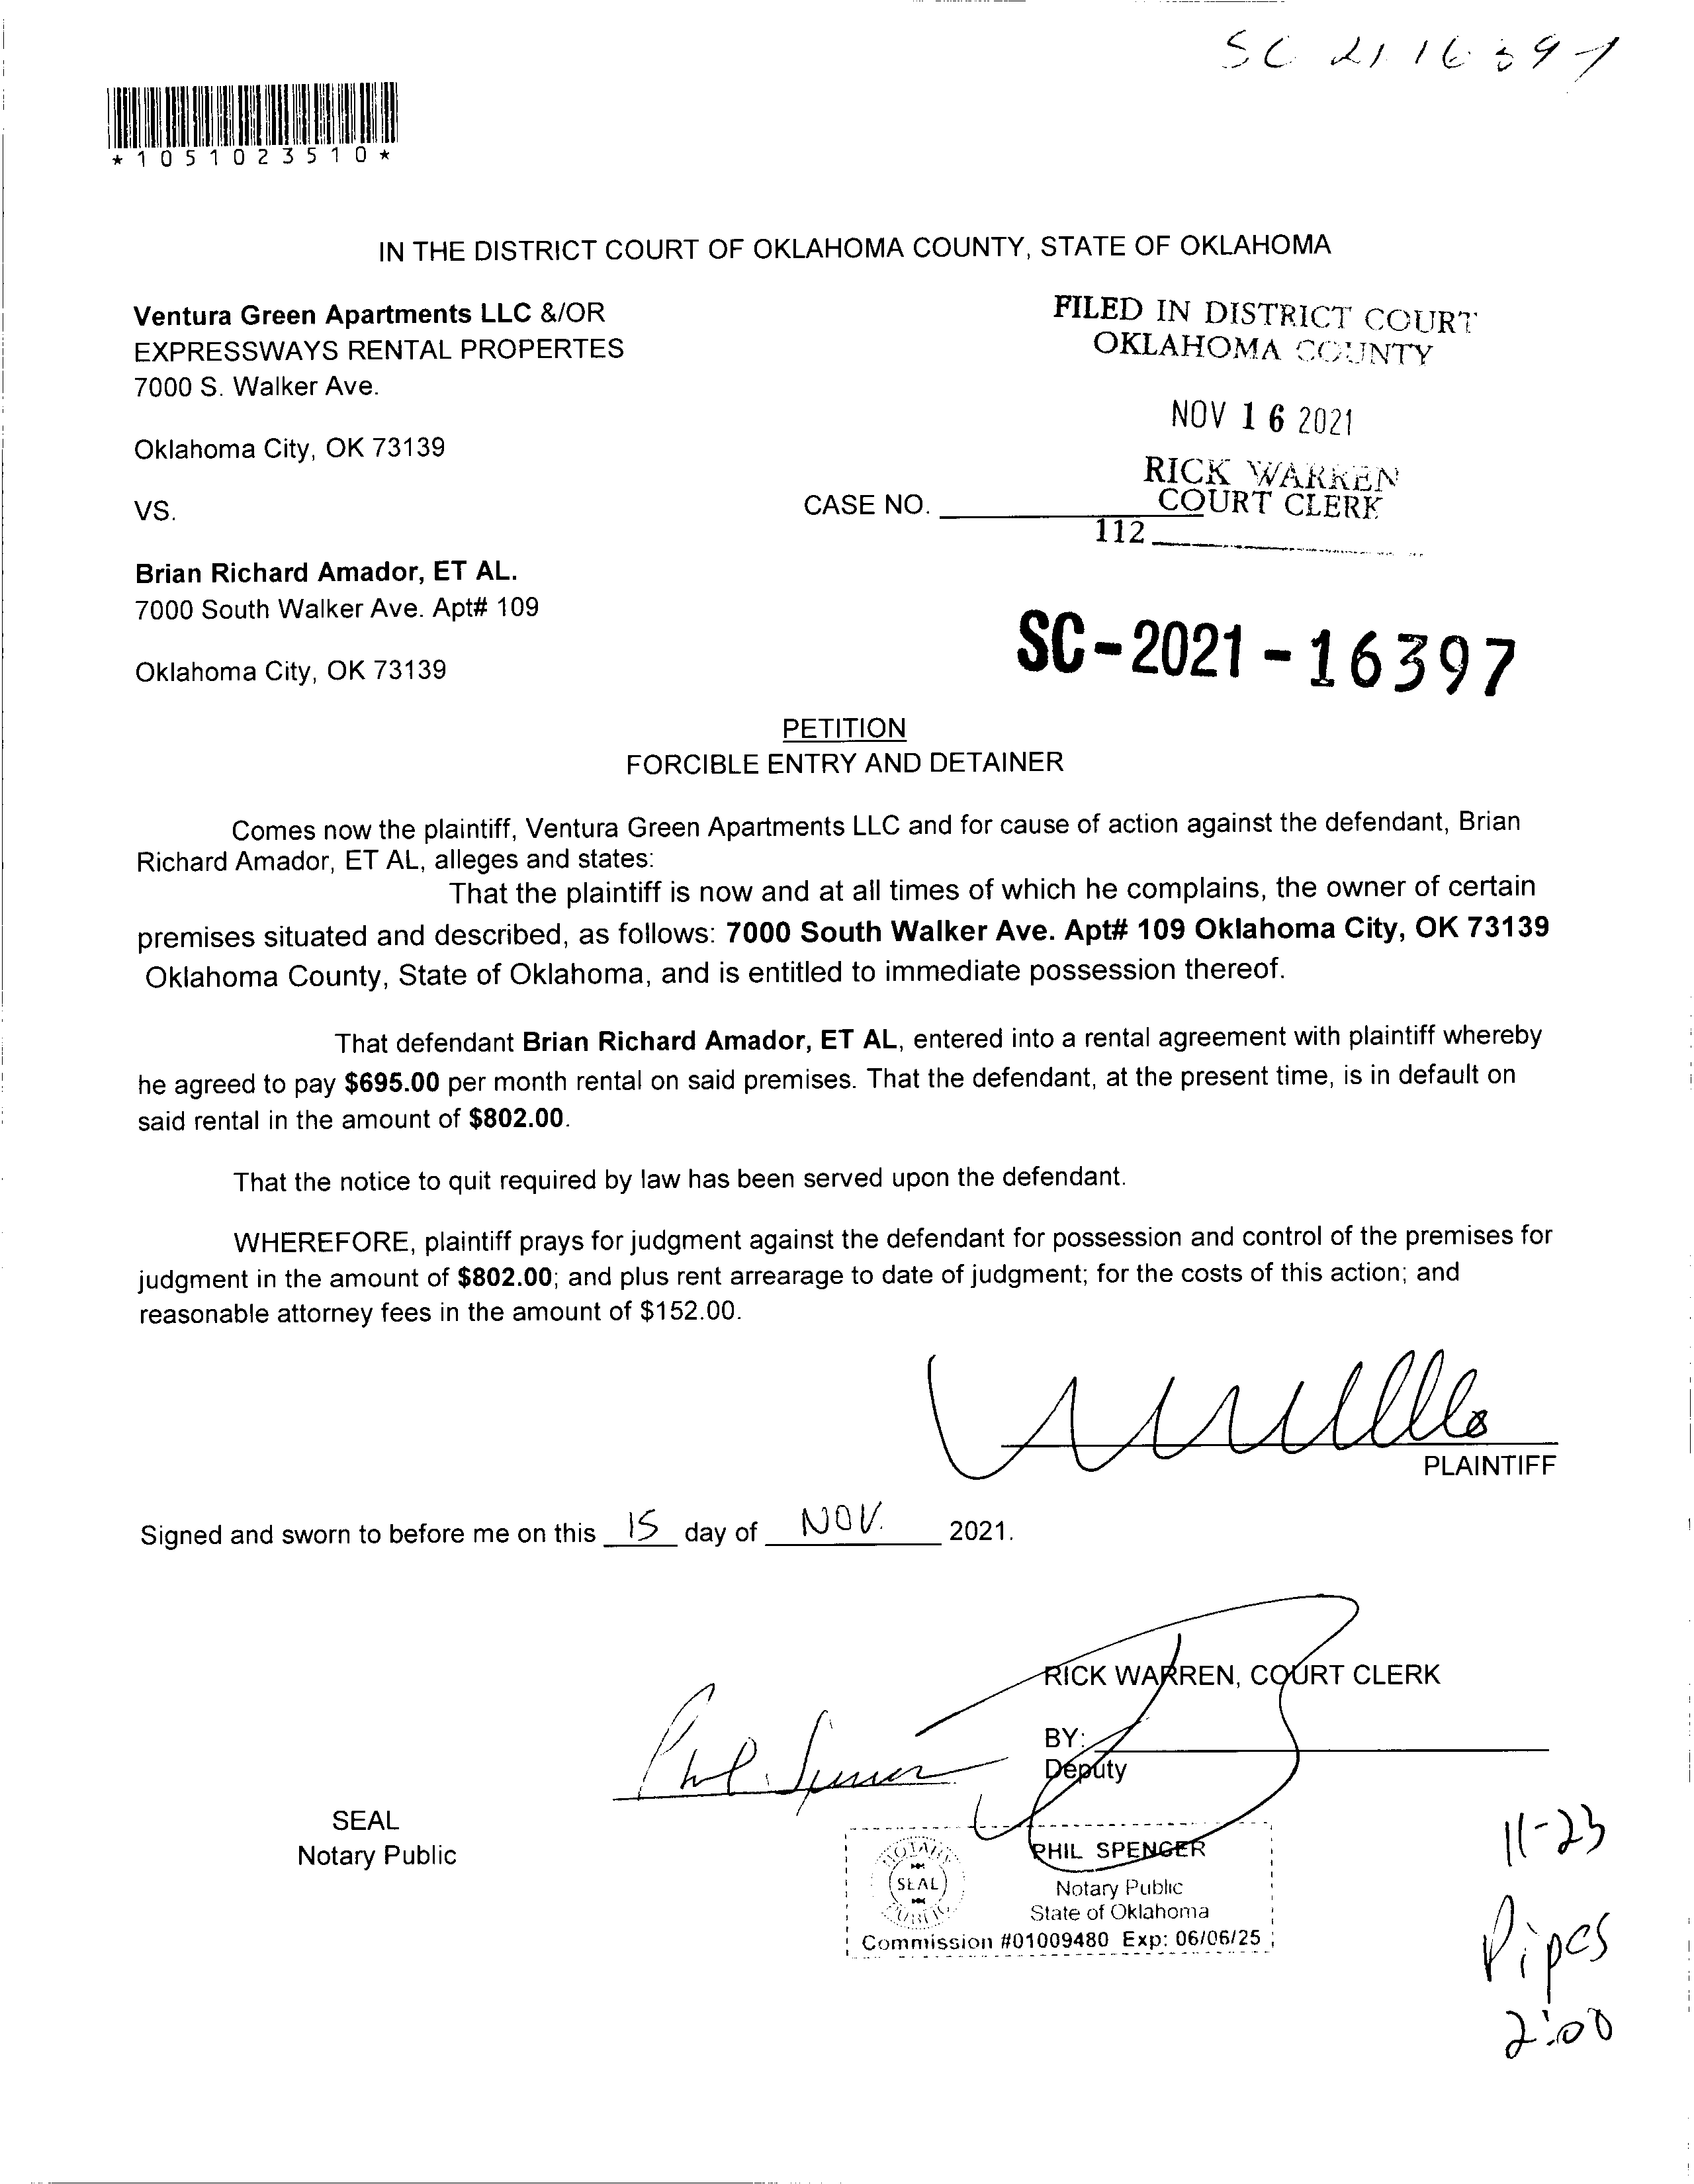 SC 21 16397
*1051023510*
IN THE DISTRICT COURT OF OKLAHOMA COUNTY, STATE OF OKLAHOMA
Ventura Green Apartments LLC &/OR
EXPRESSWAYS RENTAL PROPERTES
7000 S. Walker Ave.
Oklahoma City, OK 73139
VS.
FILED IN DISTRICT COURT
OKLAHOMA COUNTY
NOV 16 2021
RICK WARREN
COURT CLERK
CASE NO.
112
Brian Richard Amador, ET AL.
7000 South Walker Ave. Apt# 109
Oklahoma City, OK 73139
SC-2021-16397
PETITION
FORCIBLE ENTRY AND DETAINER
Comes now the plaintiff, Ventura Green Apartments LLC and for cause of action against the defendant, Brian
Richard Amador, ET AL, alleges and states:
That the plaintiff is now and at all times of which he complains, the owner of certain
premises situated and described, as follows: 7000 South Walker Ave. Apt# 109 Oklahoma City, OK 73139
Oklahoma County, State of Oklahoma, and is entitled to immediate possession thereof.
That defendant Brian Richard Amador, ET AL, entered into a rental agreement with plaintiff whereby
he agreed to pay $695.00 per month rental on said premises. That the defendant, at the present time, is in default on
said rental in the amount of $802.00.
That the notice to quit required by law has been served upon the defendant.
WHEREFORE, plaintiff prays for judgment against the defendant for possession and control of the premises for
judgment in the amount of $802.00; and plus rent arrearage to date of judgment; for the costs of this action; and
reasonable attorney fees in the amount of $152.00.
PLAINTIFF
Signed and sworn to before me on this 15 day of NOV. 2021.
RICK WARREN, COURT CLERK
BY:
Deputy
Phil Spencer
SEAL
Notary Public
NOTARY
SEAL
PUBLIC
PHIL SPENCER
Notary Public
State of Oklahoma
Commission #01009480 Exp: 06/06/25
11-23
Pipes
2:00